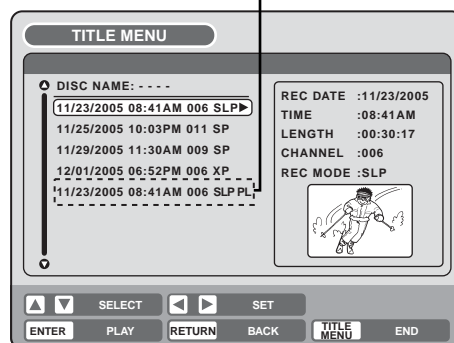 TITLE MENU
DISC NAME: - - - -
11/23/2005 08:41AM 006 SLP
11/25/2005 10:03PM 011 SP
11/29/2005 11:30AM 009 SP
12/01/2005 06:52PM 006 XP
11/23/2005 08:41AM 006 SLP PL
REC DATE :11/23/2005
TIME :08:41AM
LENGTH :00:30:17
CHANNEL :006
REC MODE :SLP
SELECT SET
ENTER PLAY RETURN BACK TITLE MENU END